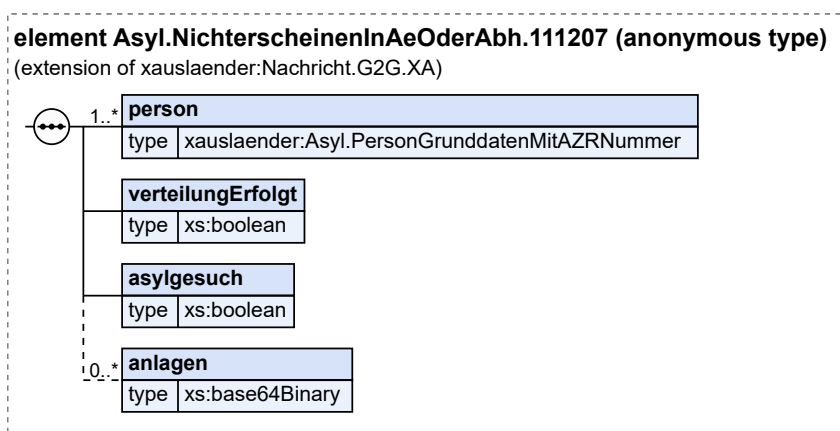 element Asyl.NichterscheinenInAeOderAbh.111207 (anonymous type)
(extension of xauslaender:Nachricht.G2G.XA)
1..* person
type xauslaender:Asyl.PersonGrunddatenMitAZRNummer
verteilungErfolgt
type xs:boolean
asylgesuch
type xs:boolean
0..* anlagen
type xs:base64Binary